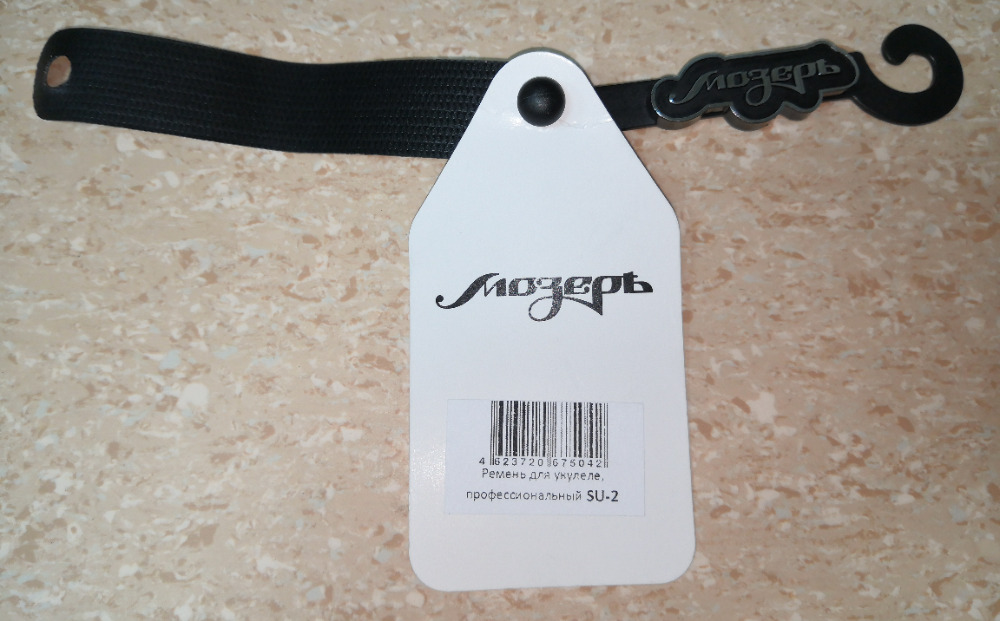 Мозеръ
Мозеръ
4 623720 675042
Ремень для укулеле,
профессиональный SU-2